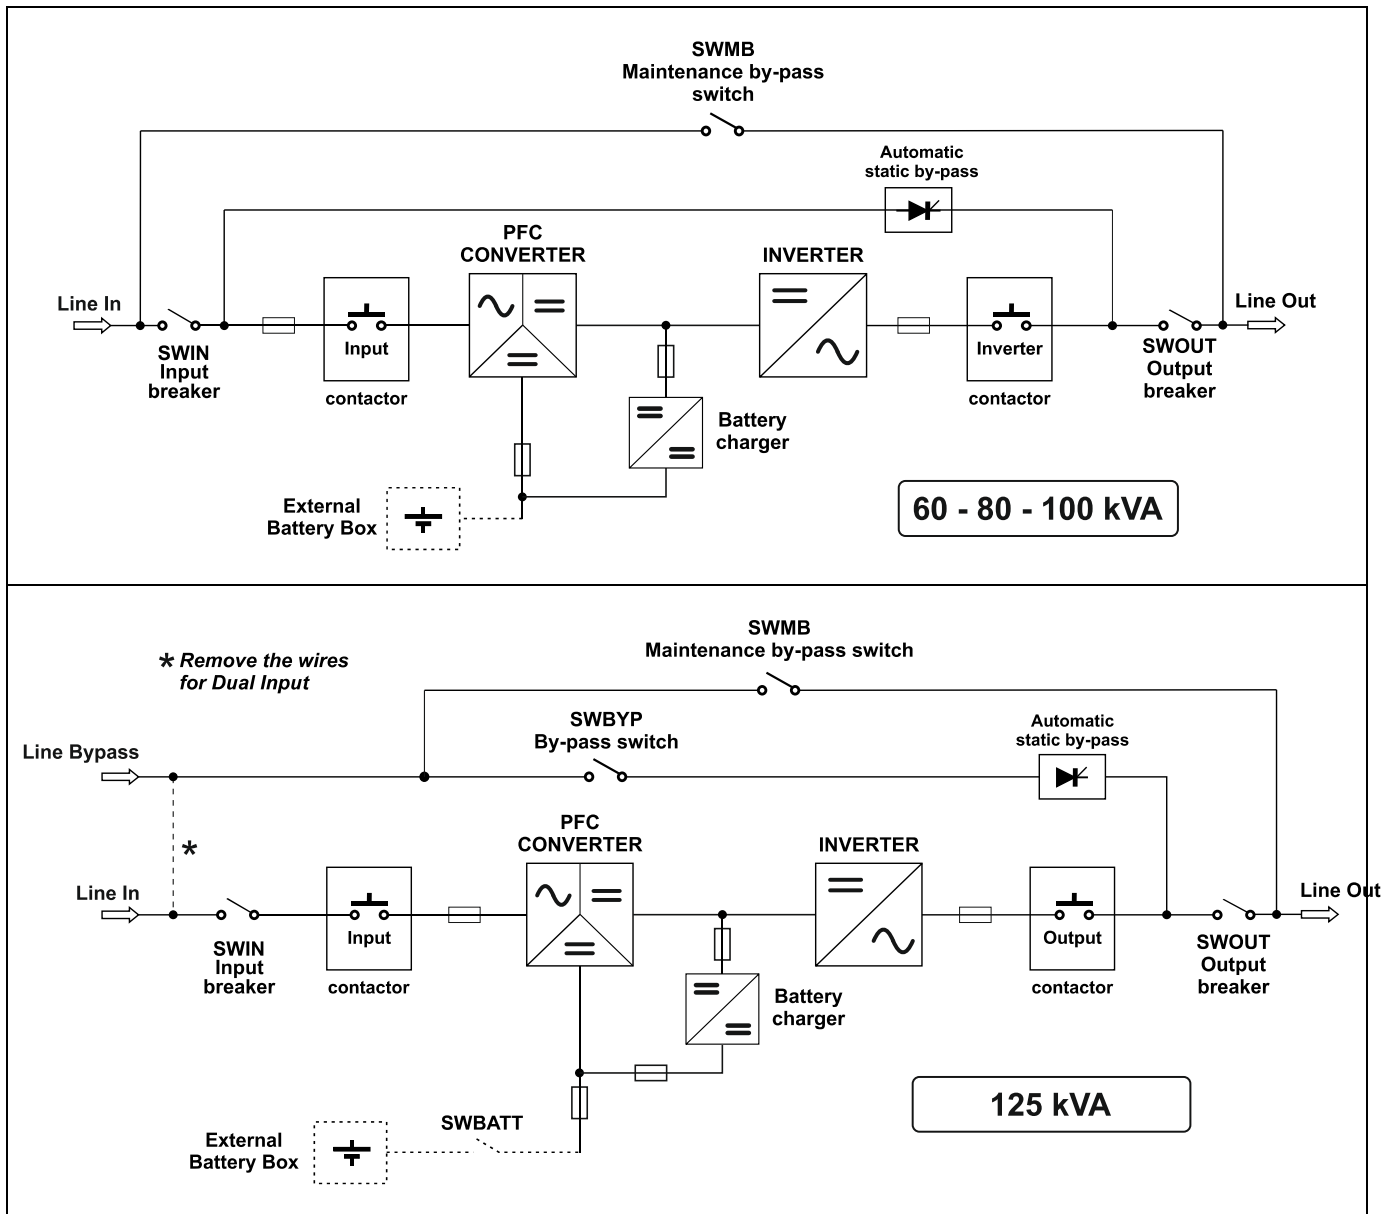 SWMB
Maintenance by-pass
switch
Automatic
static by-pass
PFC
CONVERTER
INVERTER
Line In
Line Out
SWIN
Input
breaker
Input
contactor
Inverter
contactor
SWOUT
Output
breaker
Battery
charger
External
Battery Box
60 - 80 - 100 kVA
SWMB
Maintenance by-pass switch
* Remove the wires
for Dual Input
SWBYP
By-pass switch
Automatic
static by-pass
Line Bypass
PFC
CONVERTER
INVERTER
*
Line In
Line Out
SWIN
Input
breaker
Input
contactor
Output
contactor
SWOUT
Output
breaker
Battery
charger
125 kVA
SWBATT
External
Battery Box